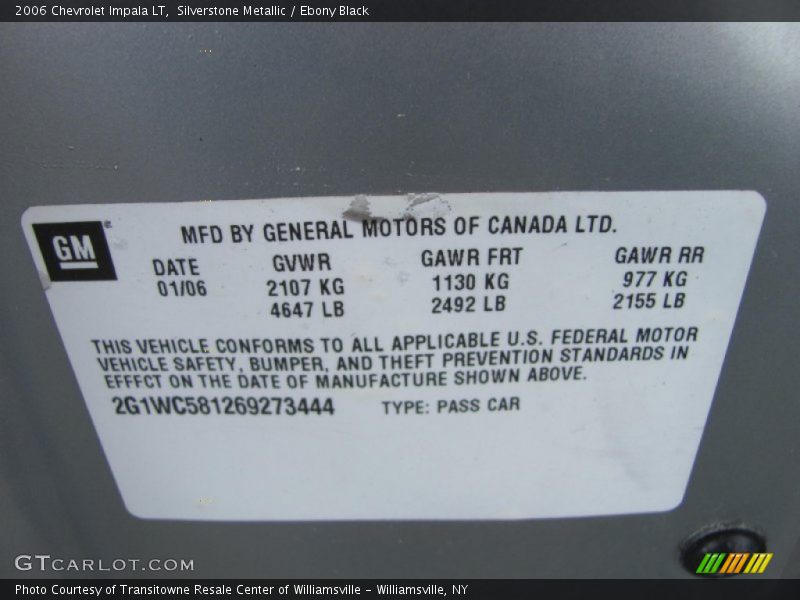 2006 Chevrolet Impala LT, Silverstone Metallic / Ebony Black
GM
MFD BY GENERAL MOTORS OF CANADA LTD.
DATE GVWR GAWR FRT GAWR RR
01/06 2107 KG 1130 KG 977 KG
4647 LB 2492 LB 2155 LB
THIS VEHICLE CONFORMS TO ALL APPLICABLE U.S. FEDERAL MOTOR
VEHICLE SAFETY, BUMPER, AND THEFT PREVENTION STANDARDS IN
EFFFCT ON THE DATE OF MANUFACTURE SHOWN ABOVE.
2G1WC581269273444 TYPE: PASS CAR
GTCARLOT.COM
Photo Courtesy of Transitowne Resale Center of Williamsville – Williamsville, NY